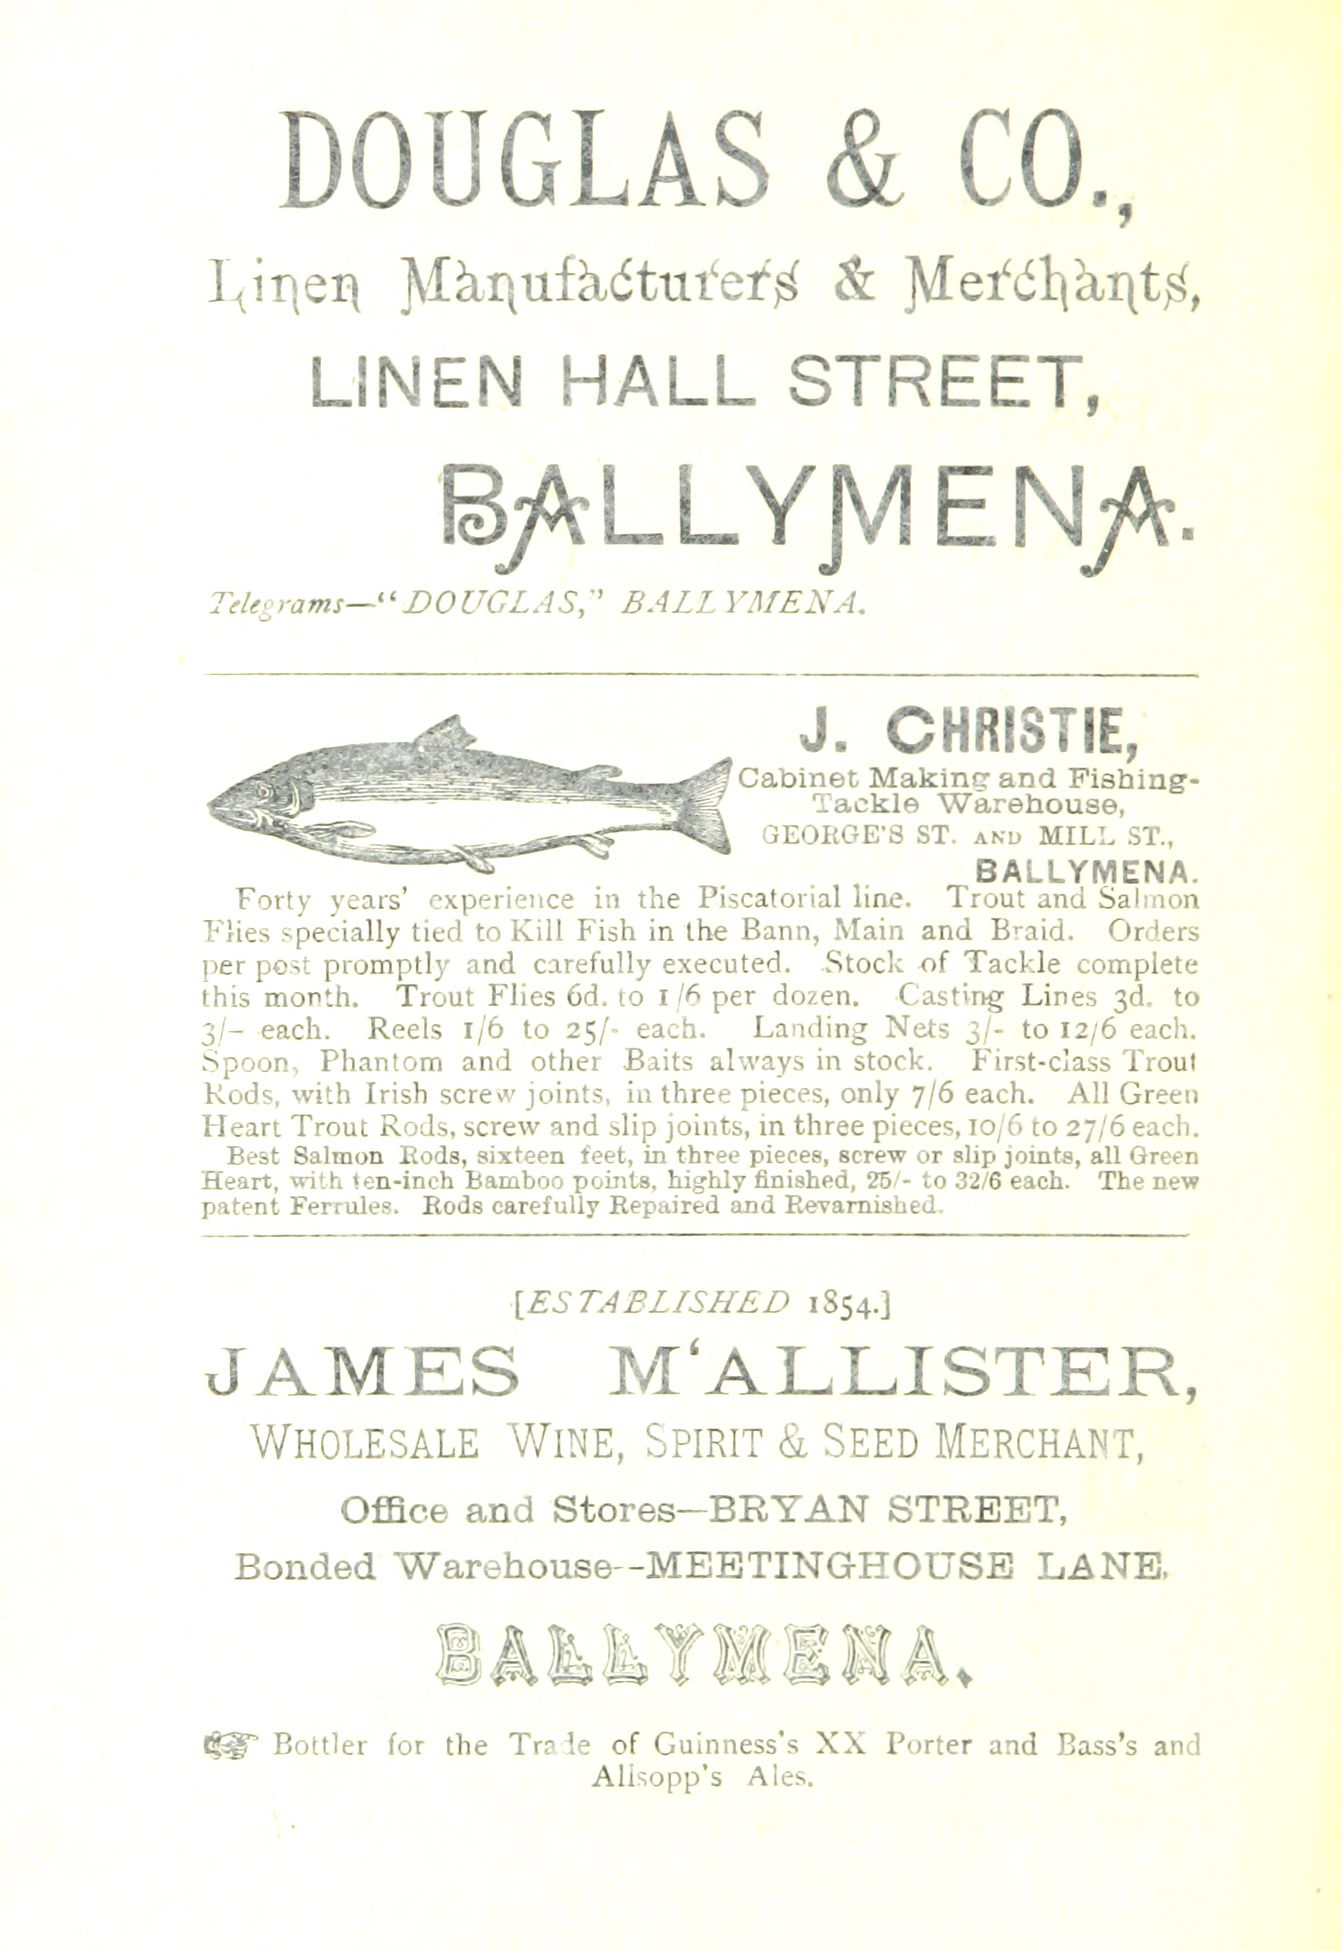 DOUGLAS & CO.,
Linen Manufacturers & Merchants,
LINEN HALL STREET,
BALLYMENA.
Telegrams—“DOUGLAS,” BALLYMENA.
J. CHRISTIE,
Cabinet Making and Fishing-
Tackle Warehouse,
GEORGE'S ST. AND MILL ST.,
BALLYMENA.
Forty years' experience in the Piscatorial line. Trout and Salmon
Flies specially tied to Kill Fish in the Bann, Main and Braid. Orders
per post promptly and carefully executed. Stock of Tackle complete
this month. Trout Flies 6d. to 1/6 per dozen. Casting Lines 3d. to
3/- each. Reels 1/6 to 25/- each. Landing Nets 3/- to 12/6 each.
Spoon, Phantom and other Baits always in stock. First-class Trout
Rods, with Irish screw joints, in three pieces, only 7/6 each. All Green
Heart Trout Rods, screw and slip joints, in three pieces, 10/6 to 27/6 each.
Best Salmon Rods, sixteen feet, in three pieces, screw or slip joints, all Green
Heart, with ten-inch Bamboo points, highly finished, 25/- to 32/6 each. The new
patent Ferrules. Rods carefully Repaired and Revarnished.
[ESTABLISHED 1854.]
JAMES M‘ALLISTER,
WHOLESALE WINE, SPIRIT & SEED MERCHANT,
Office and Stores—BRYAN STREET,
Bonded Warehouse--MEETINGHOUSE LANE,
BALLYMENA.
☞ Bottler for the Trade of Guinness's XX Porter and Bass's and
Allsopp's Ales.